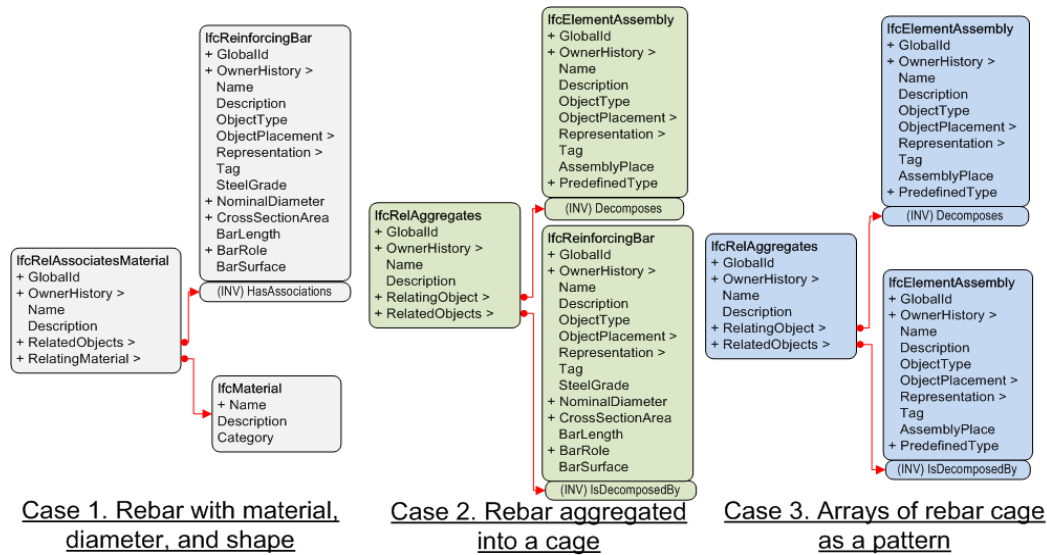 IfcReinforcingBar
+ GlobalId
+ OwnerHistory >
Name
Description
ObjectType
ObjectPlacement >
Representation >
Tag
SteelGrade
+ NominalDiameter
+ CrossSectionArea
BarLength
+ BarRole
BarSurface
(INV) HasAssociations
IfcRelAssociatesMaterial
+ GlobalId
+ OwnerHistory >
Name
Description
+ RelatedObjects >
+ RelatingMaterial >
IfcMaterial
+ Name
Description
Category
Case 1. Rebar with material,
diameter, and shape
IfcElementAssembly
+ GlobalId
+ OwnerHistory >
Name
Description
ObjectType
ObjectPlacement >
Representation >
Tag
AssemblyPlace
+ PredefinedType
(INV) Decomposes
IfcRelAggregates
+ GlobalId
+ OwnerHistory >
Name
Description
+ RelatingObject >
+ RelatedObjects >
IfcReinforcingBar
+ GlobalId
+ OwnerHistory >
Name
Description
ObjectType
ObjectPlacement >
Representation >
Tag
SteelGrade
+ NominalDiameter
+ CrossSectionArea
BarLength
+ BarRole
BarSurface
(INV) IsDecomposedBy
Case 2. Rebar aggregated
into a cage
IfcElementAssembly
+ GlobalId
+ OwnerHistory >
Name
Description
ObjectType
ObjectPlacement >
Representation >
Tag
AssemblyPlace
+ PredefinedType
(INV) Decomposes
IfcRelAggregates
+ GlobalId
+ OwnerHistory >
Name
Description
+ RelatingObject >
+ RelatedObjects >
IfcElementAssembly
+ GlobalId
+ OwnerHistory >
Name
Description
ObjectType
ObjectPlacement >
Representation >
Tag
AssemblyPlace
+ PredefinedType
(INV) IsDecomposedBy
Case 3. Arrays of rebar cage
as a pattern